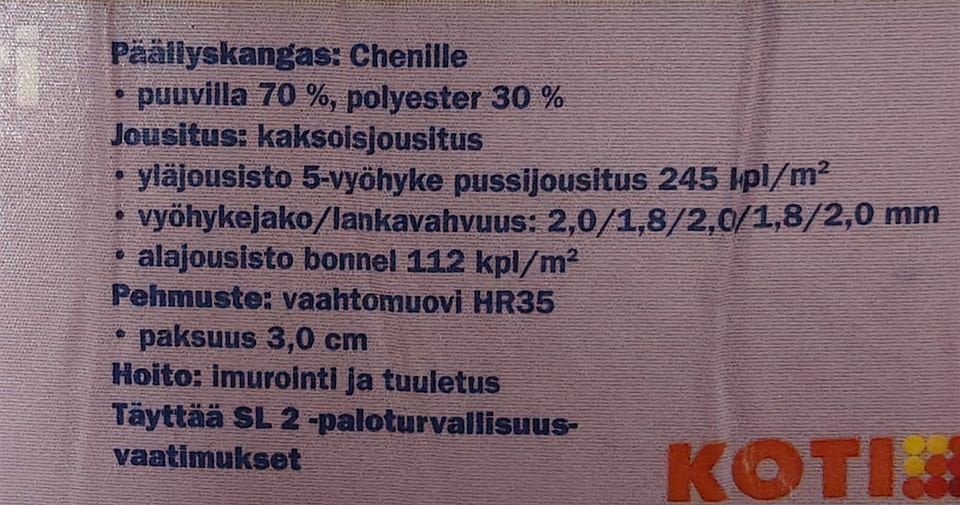 Päällyskangas: Chenille
• puuvilla 70 %, polyester 30 %
Jousitus: kaksoisjousitus
• yläjousisto 5-vyöhyke pussijousitus 245 kpl/m²
• vyöhykejako/lankavahvuus: 2,0/1,8/2,0/1,8/2,0 mm
• alajousisto bonnel 112 kpl/m²
Pehmuste: vaahtomuovi HR35
• paksuus 3,0 cm
Hoito: imurointi ja tuuletus
Täyttää SL 2 -paloturvallisuus-
vaatimukset
KOTI